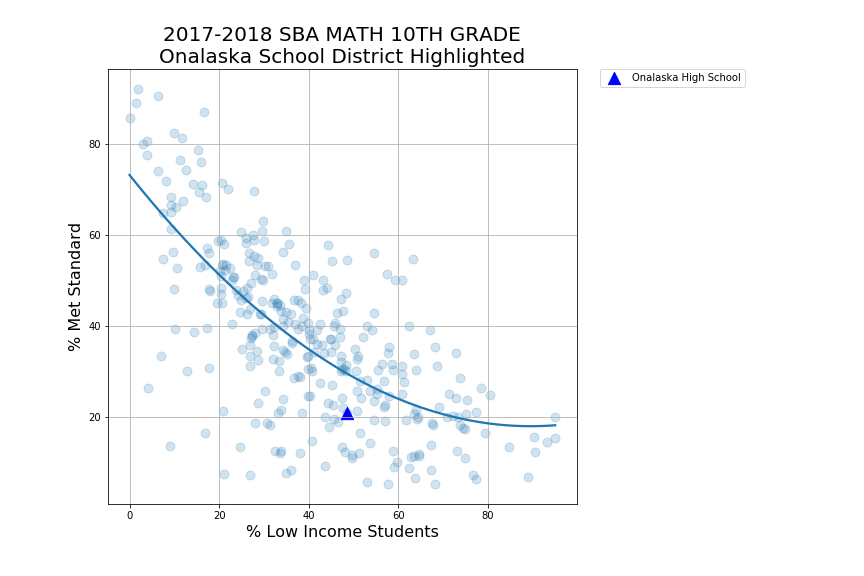 2017-2018 SBA MATH 10TH GRADE
Onalaska School District Highlighted
Onalaska High School
% Met Standard
80
60
40
20
0
20
40
60
80
% Low Income Students